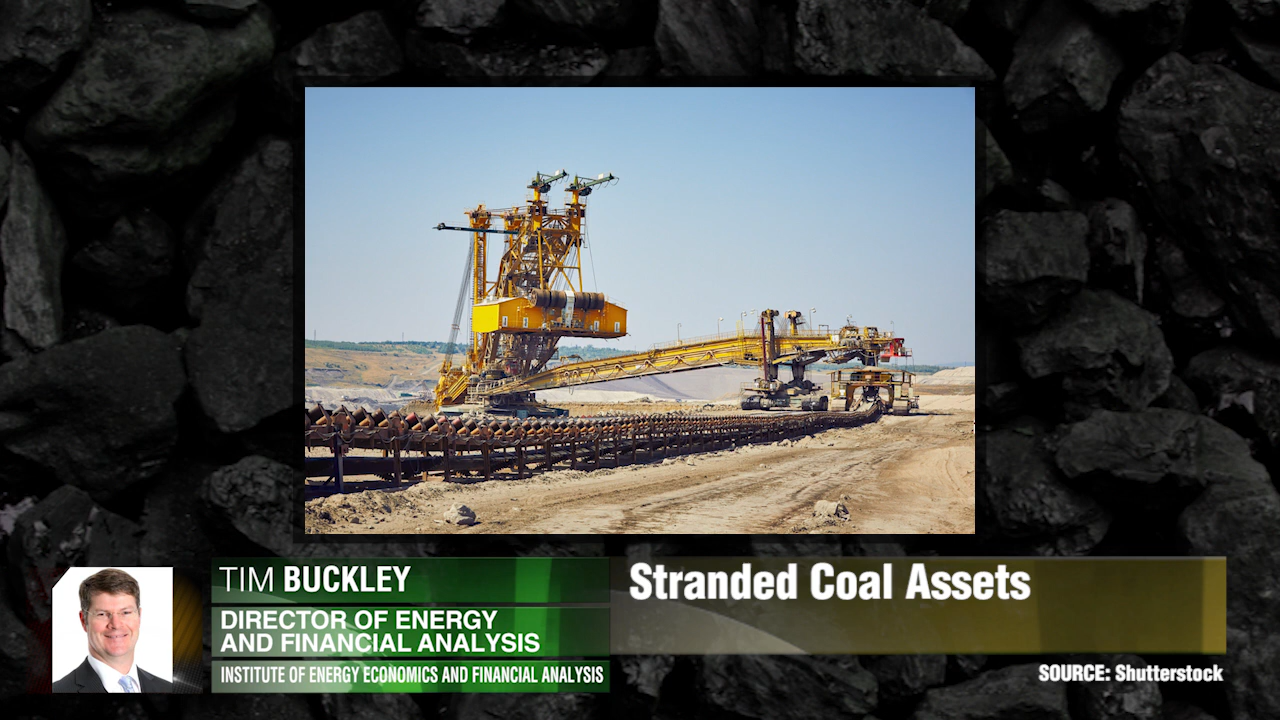 TIM BUCKLEY
DIRECTOR OF ENERGY
AND FINANCIAL ANALYSIS
INSTITUTE OF ENERGY ECONOMICS AND FINANCIAL ANALYSIS
Stranded Coal Assets
SOURCE: Shutterstock